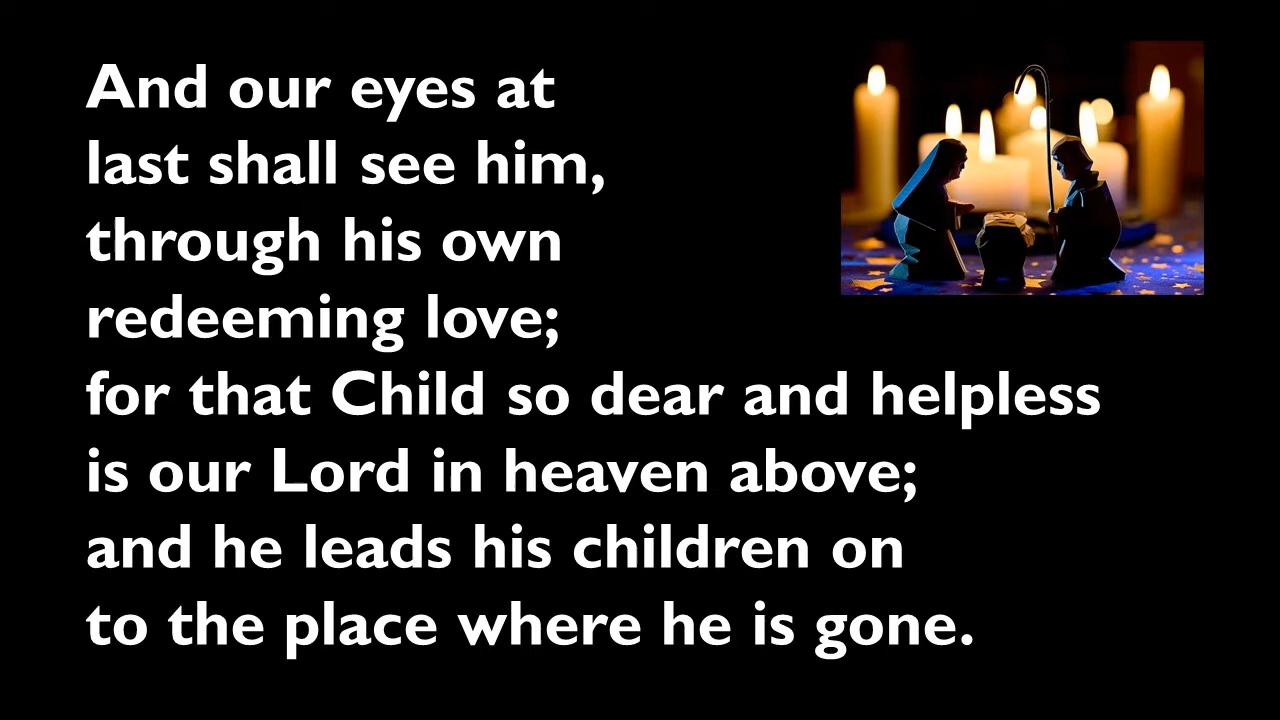 And our eyes at
last shall see him,
through his own
redeeming love;
for that Child so dear and helpless
is our Lord in heaven above;
and he leads his children on
to the place where he is gone.